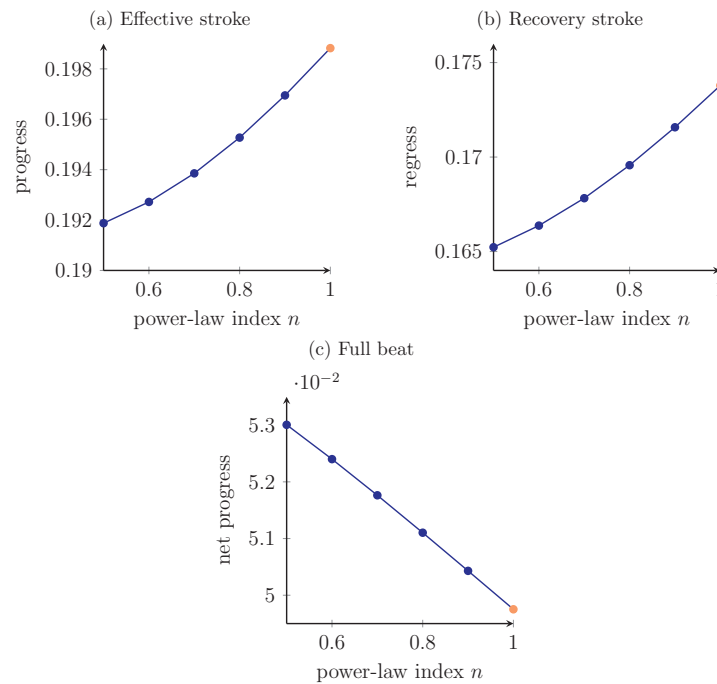 (a) Effective stroke
0.198
0.196
0.194
0.192
0.19
progress
0.6 0.8 1
power-law index n
(b) Recovery stroke
0.175
0.17
0.165
regress
0.6 0.8
power-law index n
(c) Full beat
·10⁻²
5.3
5.2
5.1
5
net progress
0.6 0.8 1
power-law index n